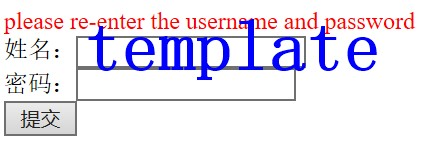 please re-enter the username and password
姓名：
template
密码：
提交